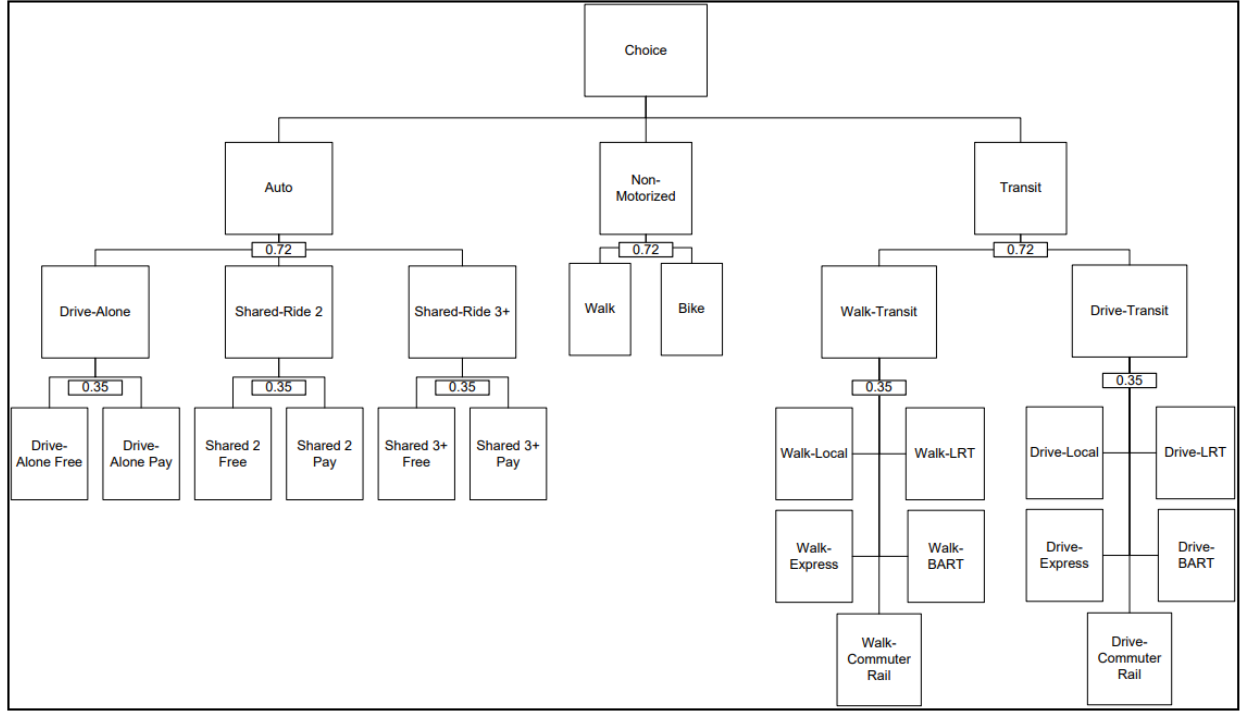 Choice
Auto
Non-
Motorized
Transit
0.72
0.72
0.72
Drive-Alone
Shared-Ride 2
Shared-Ride 3+
Walk
Bike
Walk-Transit
Drive-Transit
0.35
0.35
0.35
0.35
0.35
Drive-
Alone Free
Drive-
Alone Pay
Shared 2
Free
Shared 2
Pay
Shared 3+
Free
Shared 3+
Pay
Walk-Local
Walk-LRT
Drive-Local
Drive-LRT
Walk-
Express
Walk-
BART
Drive-
Express
Drive-
BART
Walk-
Commuter
Rail
Drive-
Commuter
Rail